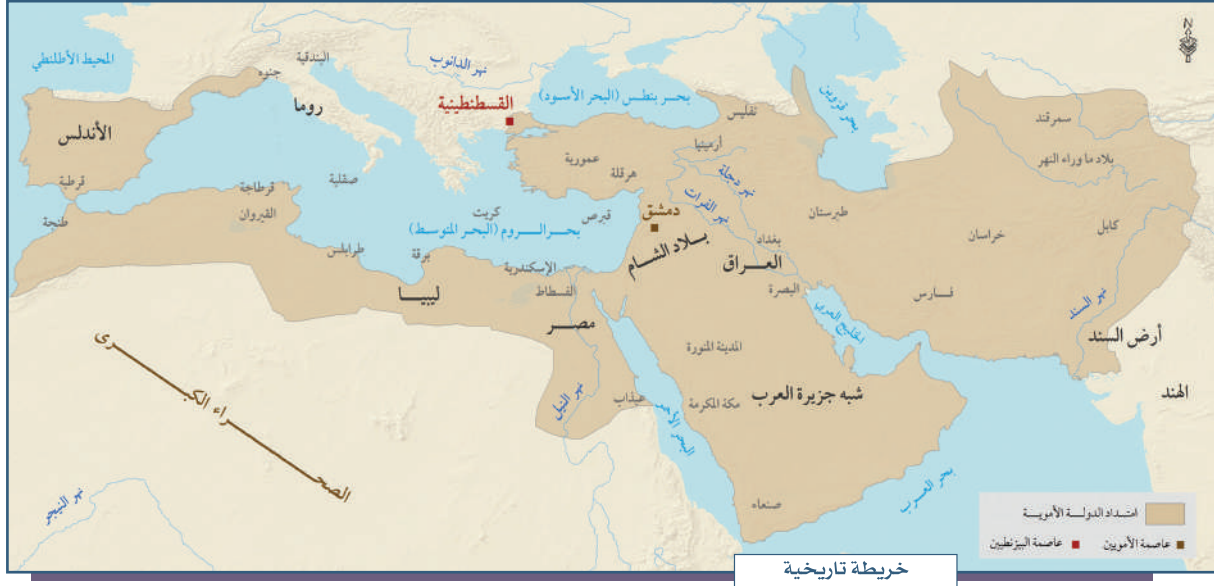 N
المحيط الأطلنطي
البندقية
جنوه
نهر الدانوب
روما
القسطنطينية
بحر بنطس (البحر الأسود)
تفليس
بحر قزوين
سمرقند
بلاد ما وراء النهر
الأندلس
قرطبة
أرمينيا
عمورية
هرقلة
نهر دجلة
نهر الفرات
طبرستان
خراسان
كابل
صقلية
قرطاجة
القيروان
طنجة
كريت
قبرص
دمشق
بحر الروم (البحر المتوسط)
بلاد الشام
بغداد
العراق
البصرة
فارس
نهر السند
أرض السند
الهند
طرابلس
برقة
الإسكندرية
الفسطاط
ليبيا
مصر
الخليج العربي
المدينة المنورة
مكة المكرمة
شبه جزيرة العرب
الصحراء الكبرى
نهر النيل
عيذاب
البحر الأحمر
بحر العرب
صنعاء
نهر النيجر
امتداد الدولة الأموية
عاصمة الأمويين
عاصمة البيزنطيين
خريطة تاريخية